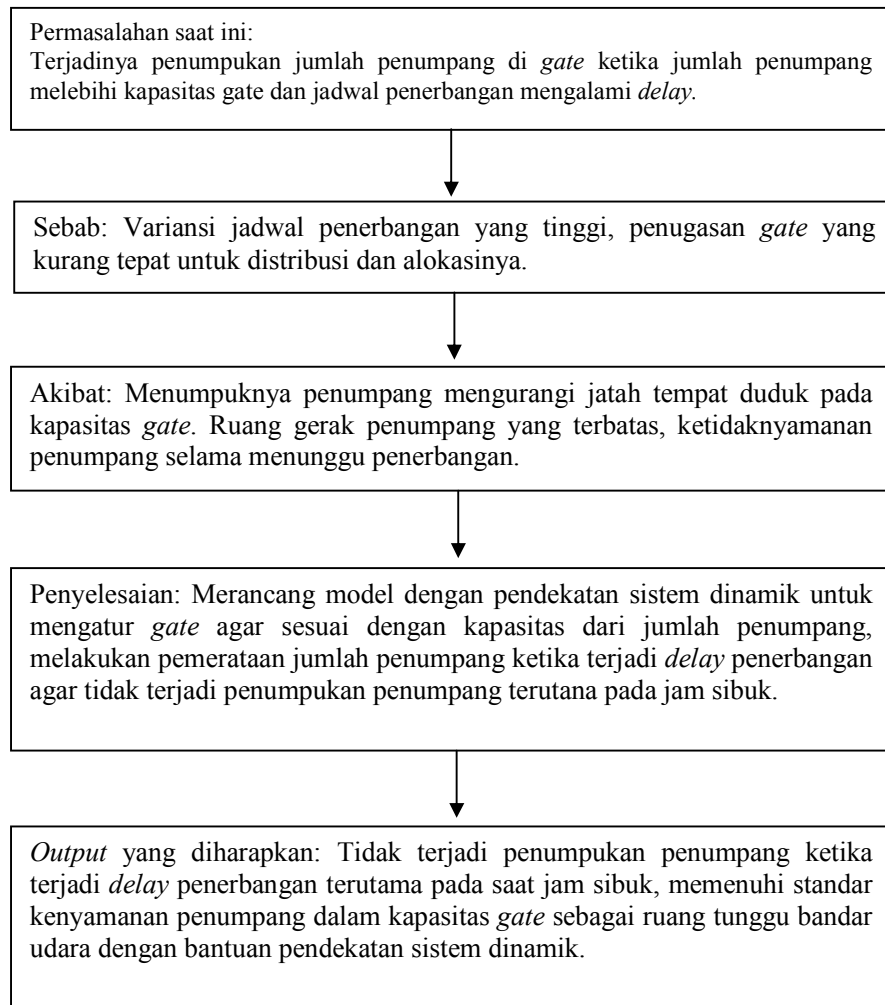 Permasalahan saat ini:
Terjadinya penumpukan jumlah penumpang di gate ketika jumlah penumpang
melebihi kapasitas gate dan jadwal penerbangan mengalami delay.
Sebab: Variansi jadwal penerbangan yang tinggi, penugasan gate yang
kurang tepat untuk distribusi dan alokasinya.
Akibat: Menumpuknya penumpang mengurangi jatah tempat duduk pada
kapasitas gate. Ruang gerak penumpang yang terbatas, ketidaknyamanan
penumpang selama menunggu penerbangan.
Penyelesaian: Merancang model dengan pendekatan sistem dinamik untuk
mengatur gate agar sesuai dengan kapasitas dari jumlah penumpang,
melakukan pemerataan jumlah penumpang ketika terjadi delay penerbangan
agar tidak terjadi penumpukan penumpang terutana pada jam sibuk.
Output yang diharapkan: Tidak terjadi penumpukan penumpang ketika
terjadi delay penerbangan terutama pada saat jam sibuk, memenuhi standar
kenyamanan penumpang dalam kapasitas gate sebagai ruang tunggu bandar
udara dengan bantuan pendekatan sistem dinamik.